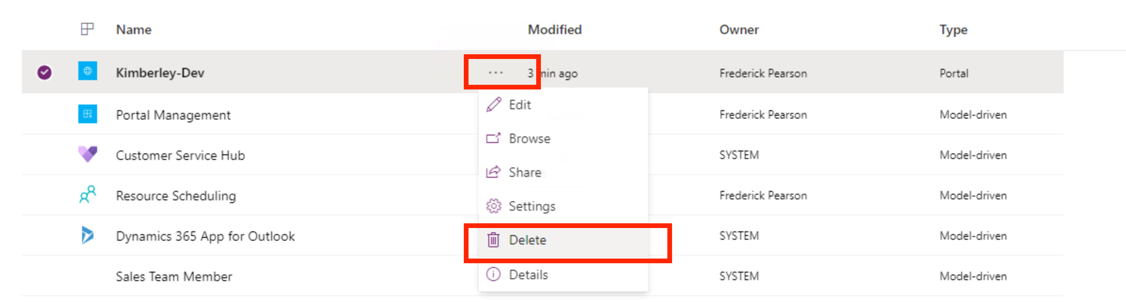 Name Modified Owner Type
Kimberley-Dev ... 3 min ago Frederick Pearson Portal
Edit
Portal Management Frederick Pearson Model-driven
Browse
Customer Service Hub SYSTEM Model-driven
Share
Resource Scheduling Frederick Pearson Model-driven
Settings
Dynamics 365 App for Outlook Delete SYSTEM Model-driven
Sales Team Member Details SYSTEM Model-driven